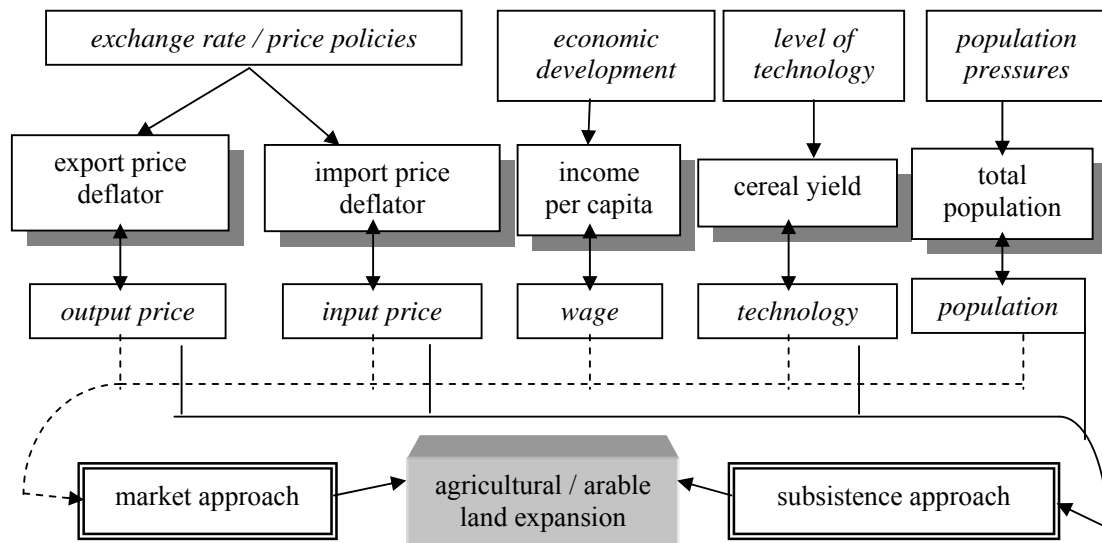 exchange rate / price policies
economic
development
level of
technology
population
pressures
export price
deflator
import price
deflator
income
per capita
cereal yield
total
population
output price
input price
wage
technology
population
market approach
agricultural / arable
land expansion
subsistence approach